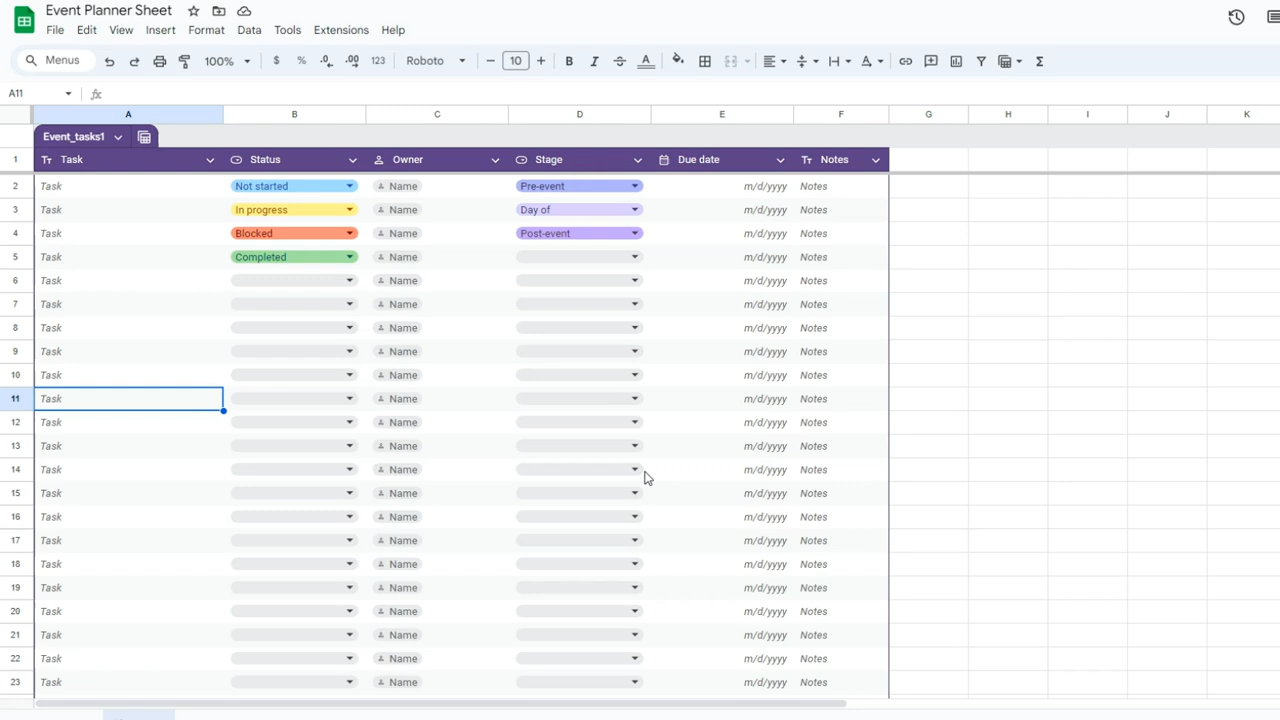 Event Planner Sheet
File Edit View Insert Format Data Tools Extensions Help
Menus 100% $ % .0 .00 123 Roboto 10 B I S A
A11 fx
A B C D E F G H I J K
Event_tasks1
1 Task Status Owner Stage Due date Notes
2 Task Not started Name Pre-event m/d/yyyy Notes
3 Task In progress Name Day of m/d/yyyy Notes
4 Task Blocked Name Post-event m/d/yyyy Notes
5 Task Completed Name m/d/yyyy Notes
6 Task Name m/d/yyyy Notes
7 Task Name m/d/yyyy Notes
8 Task Name m/d/yyyy Notes
9 Task Name m/d/yyyy Notes
10 Task Name m/d/yyyy Notes
11 Task Name m/d/yyyy Notes
12 Task Name m/d/yyyy Notes
13 Task Name m/d/yyyy Notes
14 Task Name m/d/yyyy Notes
15 Task Name m/d/yyyy Notes
16 Task Name m/d/yyyy Notes
17 Task Name m/d/yyyy Notes
18 Task Name m/d/yyyy Notes
19 Task Name m/d/yyyy Notes
20 Task Name m/d/yyyy Notes
21 Task Name m/d/yyyy Notes
22 Task Name m/d/yyyy Notes
23 Task Name m/d/yyyy Notes